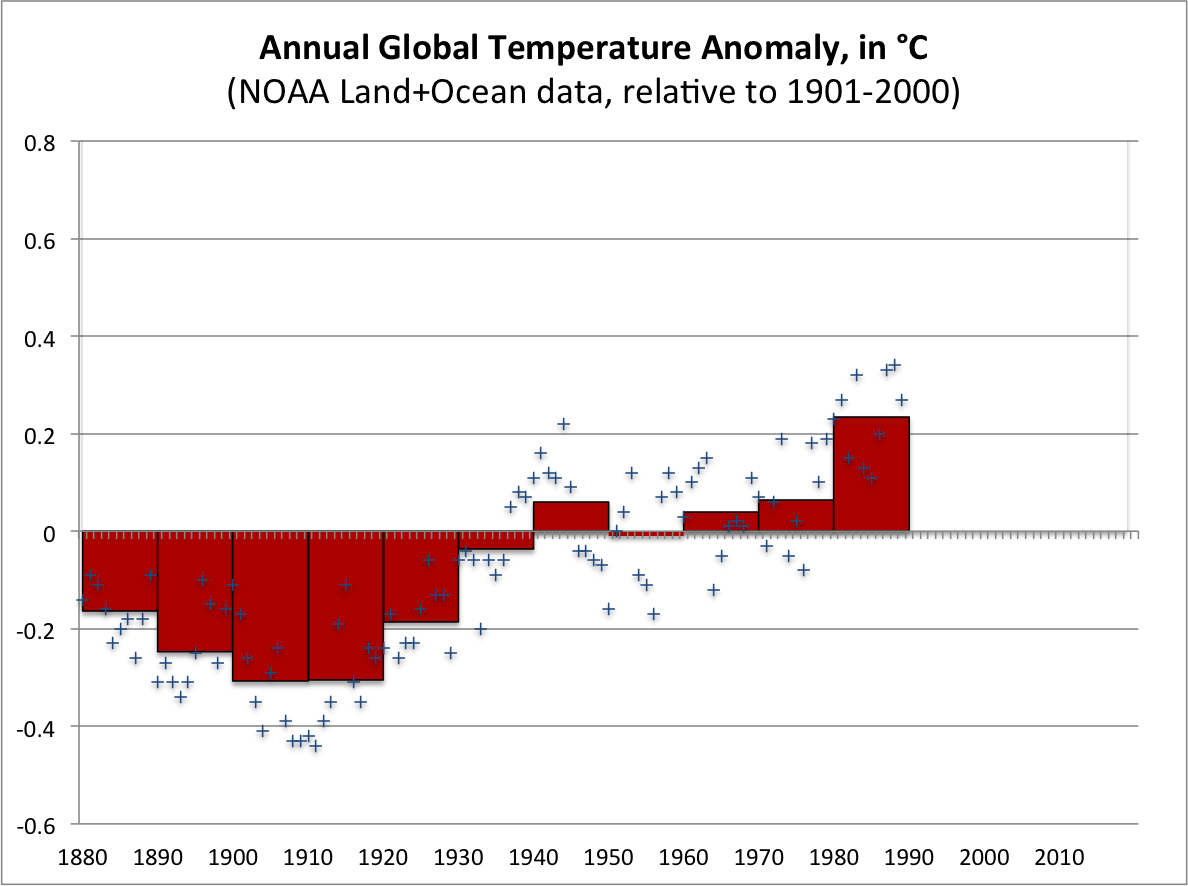 Annual Global Temperature Anomaly, in °C
(NOAA Land+Ocean data, relative to 1901-2000)
0.8
0.6
0.4
0.2
0
-0.2
-0.4
-0.6
1880 1890 1900 1910 1920 1930 1940 1950 1960 1970 1980 1990 2000 2010